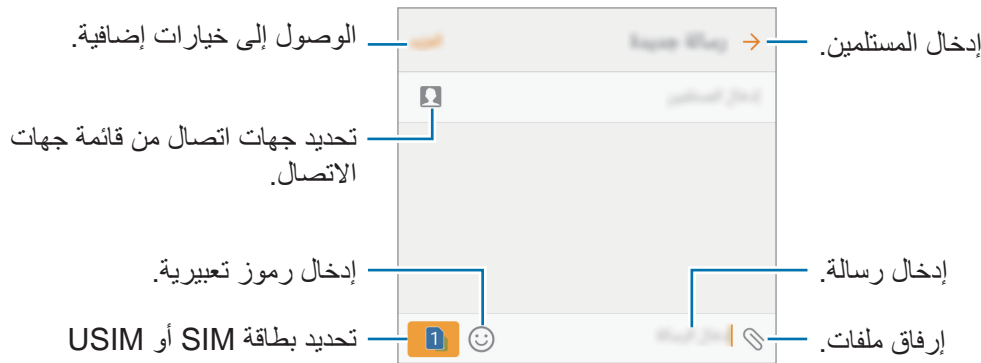 الوصول إلى خيارات إضافية.
إدخال المستلمين.
تحديد جهات اتصال من قائمة جهات
الاتصال.
إدخال رموز تعبيرية.
إدخال رسالة.
1
تحديد بطاقة SIM أو USIM
إرفاق ملفات.